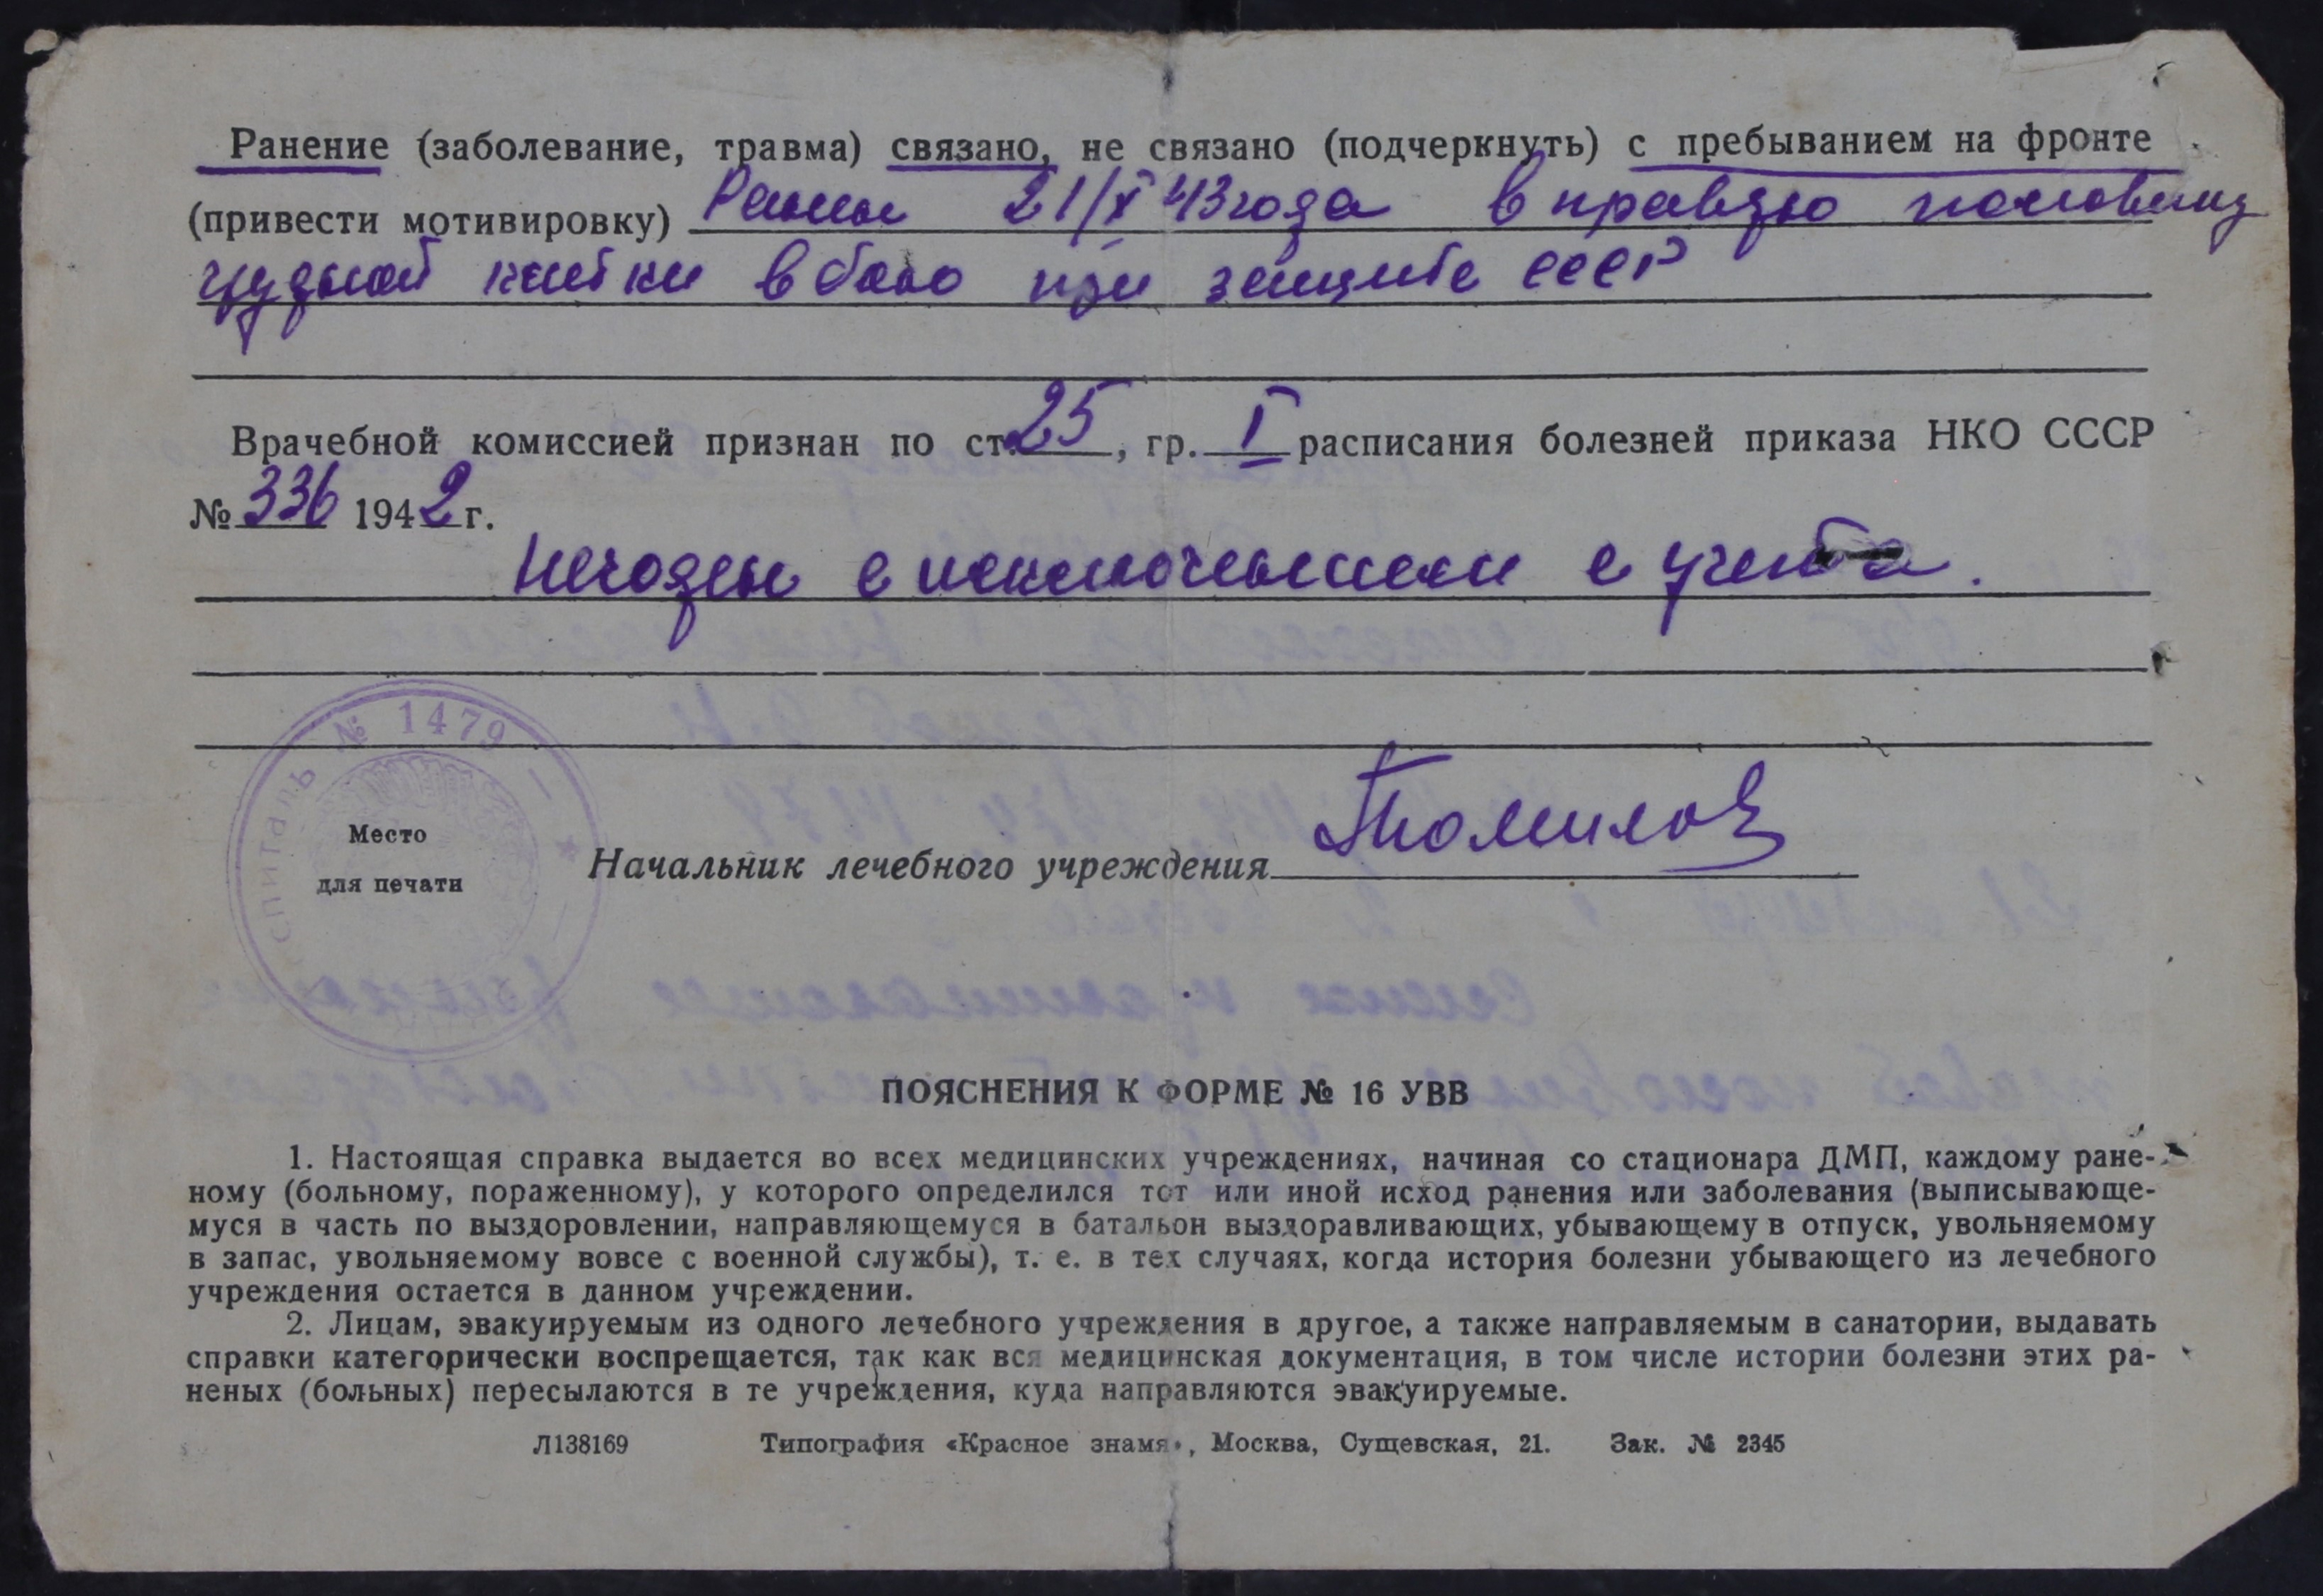 Ранение (заболевание, травма) связано, не связано (подчеркнуть) с пребыванием на фронте
(привести мотивировку) Ранен 21/X 43 года в правую половину
грудной клетки в бою при защите СССР
Врачебной комиссией признан по ст. 25, гр. I расписания болезней приказа НКО СССР
№ 336 1942 г.
Негоден с исключением с учета.
№ 1479
спиталь
Место
для печати
Начальник лечебного учреждения Томилов
ПОЯСНЕНИЯ К ФОРМЕ № 16 УВВ
1. Настоящая справка выдается во всех медицинских учреждениях, начиная со стационара ДМП, каждому ране-
ному (больному, пораженному), у которого определился тот или иной исход ранения или заболевания (выписывающе-
муся в часть по выздоровлении, направляющемуся в батальон выздоравливающих, убывающему в отпуск, увольняемому
в запас, увольняемому вовсе с военной службы), т. е. в тех случаях, когда история болезни убывающего из лечебного
учреждения остается в данном учреждении.
2. Лицам, эвакуируемым из одного лечебного учреждения в другое, а также направляемым в санатории, выдавать
справки категорически воспрещается, так как вся медицинская документация, в том числе истории болезни этих ра-
неных (больных) пересылаются в те учреждения, куда направляются эвакуируемые.
Л138169 Типография «Красное знамя», Москва, Сущевская, 21. Зак. № 2345